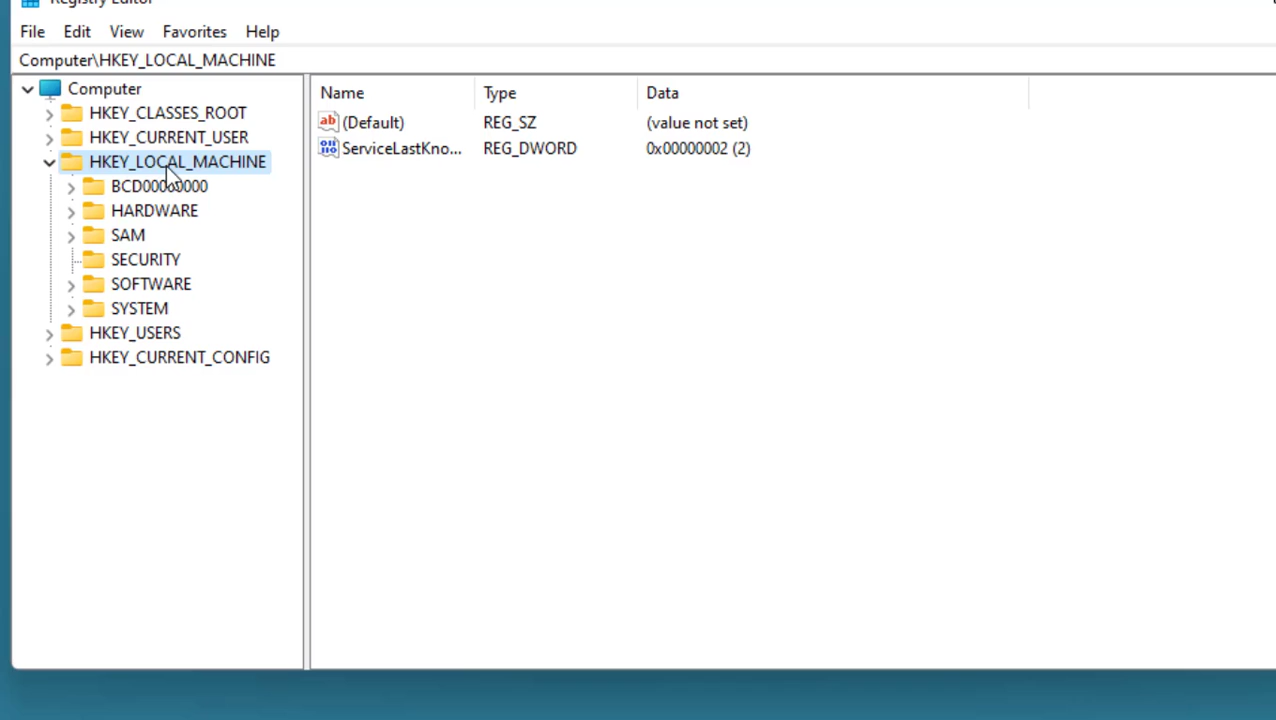 Registry Editor
File Edit View Favorites Help
Computer\HKEY_LOCAL_MACHINE
Computer
HKEY_CLASSES_ROOT
HKEY_CURRENT_USER
HKEY_LOCAL_MACHINE
BCD00000000
HARDWARE
SAM
SECURITY
SOFTWARE
SYSTEM
HKEY_USERS
HKEY_CURRENT_CONFIG
Name Type Data
(Default) REG_SZ (value not set)
ServiceLastKno... REG_DWORD 0x00000002 (2)